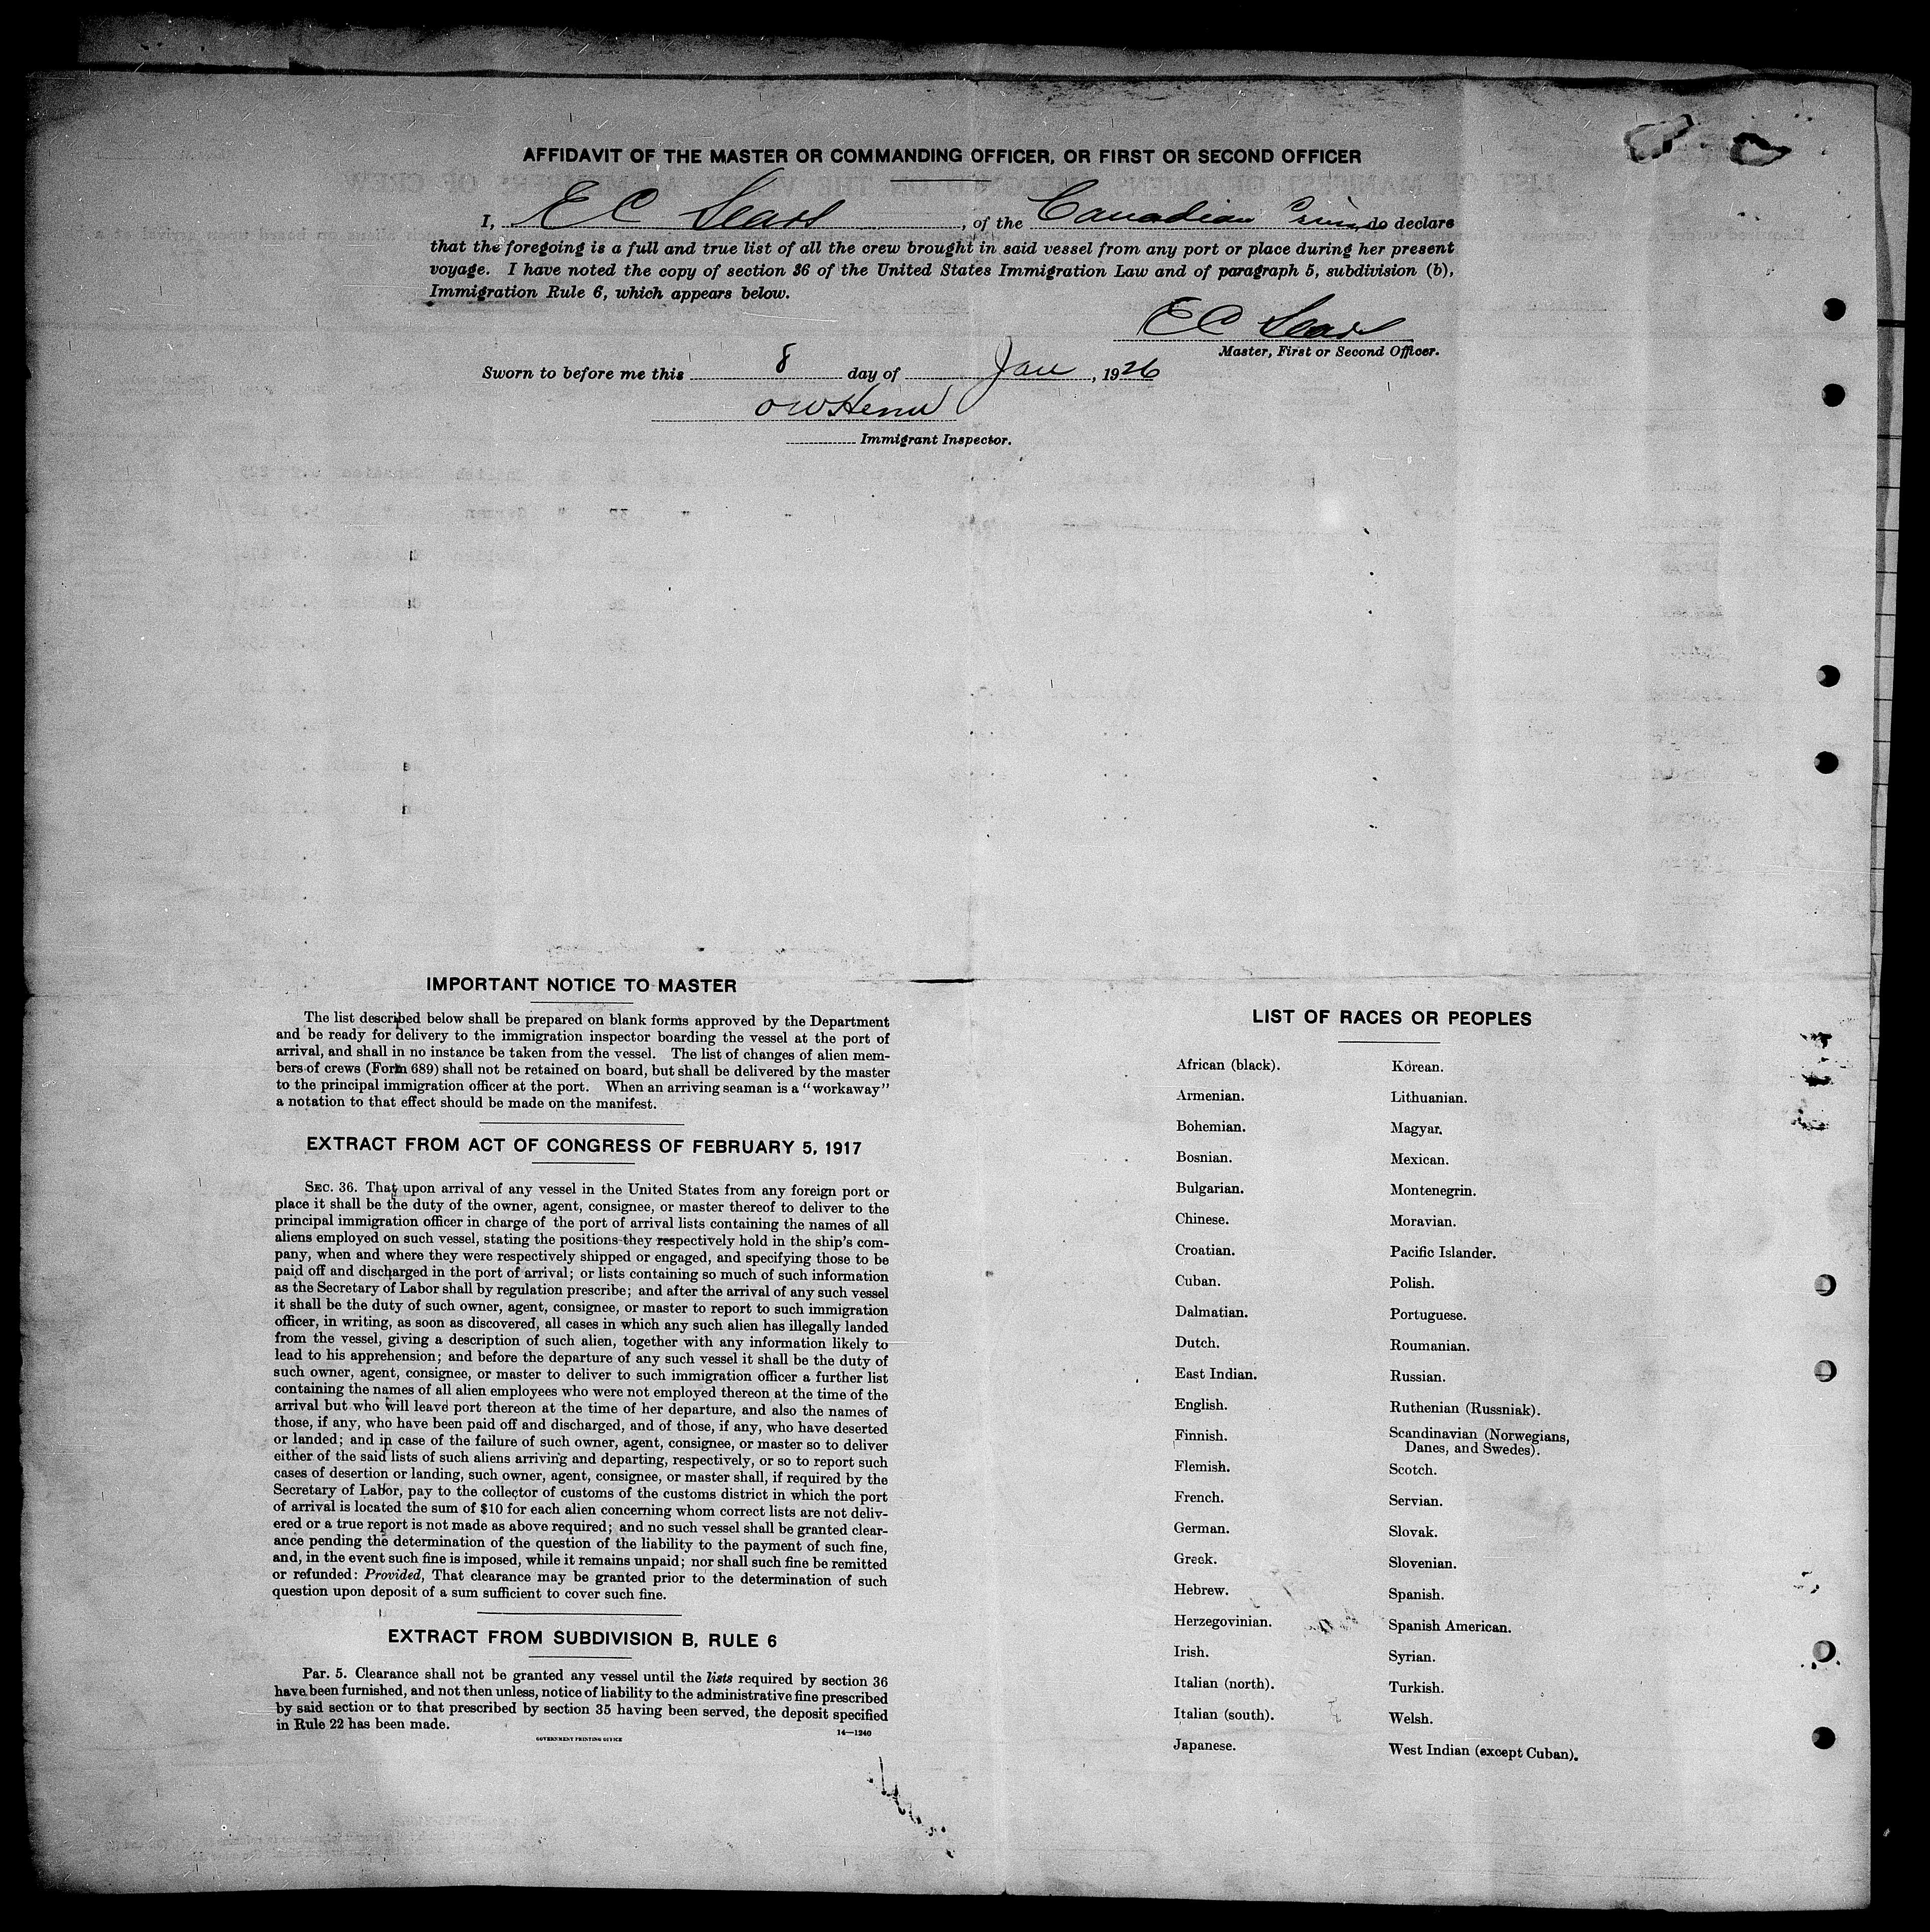 AFFIDAVIT OF THE MASTER OR COMMANDING OFFICER, OR FIRST OR SECOND OFFICER
I, E C , of the Canadian do declare
that the foregoing is a full and true list of all the crew brought in said vessel from any port or place during her present
voyage. I have noted the copy of section 36 of the United States Immigration Law and of paragraph 5, subdivision (b),
Immigration Rule 6, which appears below.
E C
Master, First or Second Officer.
Sworn to before me this 8 day of Jan, 1926
Immigrant Inspector.
IMPORTANT NOTICE TO MASTER
The list described below shall be prepared on blank forms approved by the Department
and be ready for delivery to the immigration inspector boarding the vessel at the port of
arrival, and shall in no instance be taken from the vessel. The list of changes of alien mem-
bers of crews (Form 689) shall not be retained on board, but shall be delivered by the master
to the principal immigration officer at the port. When an arriving seaman is a "workaway"
a notation to that effect should be made on the manifest.
EXTRACT FROM ACT OF CONGRESS OF FEBRUARY 5, 1917
SEC. 36. That upon arrival of any vessel in the United States from any foreign port or
place it shall be the duty of the owner, agent, consignee, or master thereof to deliver to the
principal immigration officer in charge of the port of arrival lists containing the names of all
aliens employed on such vessel, stating the positions they respectively hold in the ship's com-
pany, when and where they were respectively shipped or engaged, and specifying those to be
paid off and discharged in the port of arrival; or lists containing so much of such information
as the Secretary of Labor shall by regulation prescribe; and after the arrival of any such vessel
it shall be the duty of such owner, agent, consignee, or master to report to such immigration
officer, in writing, as soon as discovered, all cases in which any such alien has illegally landed
from the vessel, giving a description of such alien, together with any information likely to
lead to his apprehension; and before the departure of any such vessel it shall be the duty of
such owner, agent, consignee, or master to deliver to such immigration officer a further list
containing the names of all alien employees who were not employed thereon at the time of the
arrival but who will leave port thereon at the time of her departure, and also the names of
those, if any, who have been paid off and discharged, and of those, if any, who have deserted
or landed; and in case of the failure of such owner, agent, consignee, or master so to deliver
either of the said lists of such aliens arriving and departing, respectively, or so to report such
cases of desertion or landing, such owner, agent, consignee, or master shall, if required by the
Secretary of Labor, pay to the collector of customs of the customs district in which the port
of arrival is located the sum of $10 for each alien concerning whom correct lists are not deliv-
ered or a true report is not made as above required; and no such vessel shall be granted clear-
ance pending the determination of the question of the liability to the payment of such fine,
and, in the event such fine is imposed, while it remains unpaid; nor shall such fine be remitted
or refunded: Provided, That clearance may be granted prior to the determination of such
question upon deposit of a sum sufficient to cover such fine.
EXTRACT FROM SUBDIVISION B, RULE 6
Par. 5. Clearance shall not be granted any vessel until the lists required by section 36
have been furnished, and not then unless, notice of liability to the administrative fine prescribed
by said section or to that prescribed by section 35 having been served, the deposit specified
in Rule 22 has been made.
14—1240
GOVERNMENT PRINTING OFFICE
LIST OF RACES OR PEOPLES
African (black).
Armenian.
Bohemian.
Bosnian.
Bulgarian.
Chinese.
Croatian.
Cuban.
Dalmatian.
Dutch.
East Indian.
English.
Finnish.
Flemish.
French.
German.
Greek.
Hebrew.
Herzegovinian.
Irish.
Italian (north).
Italian (south).
Japanese.
Korean.
Lithuanian.
Magyar.
Mexican.
Montenegrin.
Moravian.
Pacific Islander.
Polish.
Portuguese.
Roumanian.
Russian.
Ruthenian (Russniak).
Scandinavian (Norwegians,
Danes, and Swedes).
Scotch.
Servian.
Slovak.
Slovenian.
Spanish.
Spanish American.
Syrian.
Turkish.
Welsh.
West Indian (except Cuban).